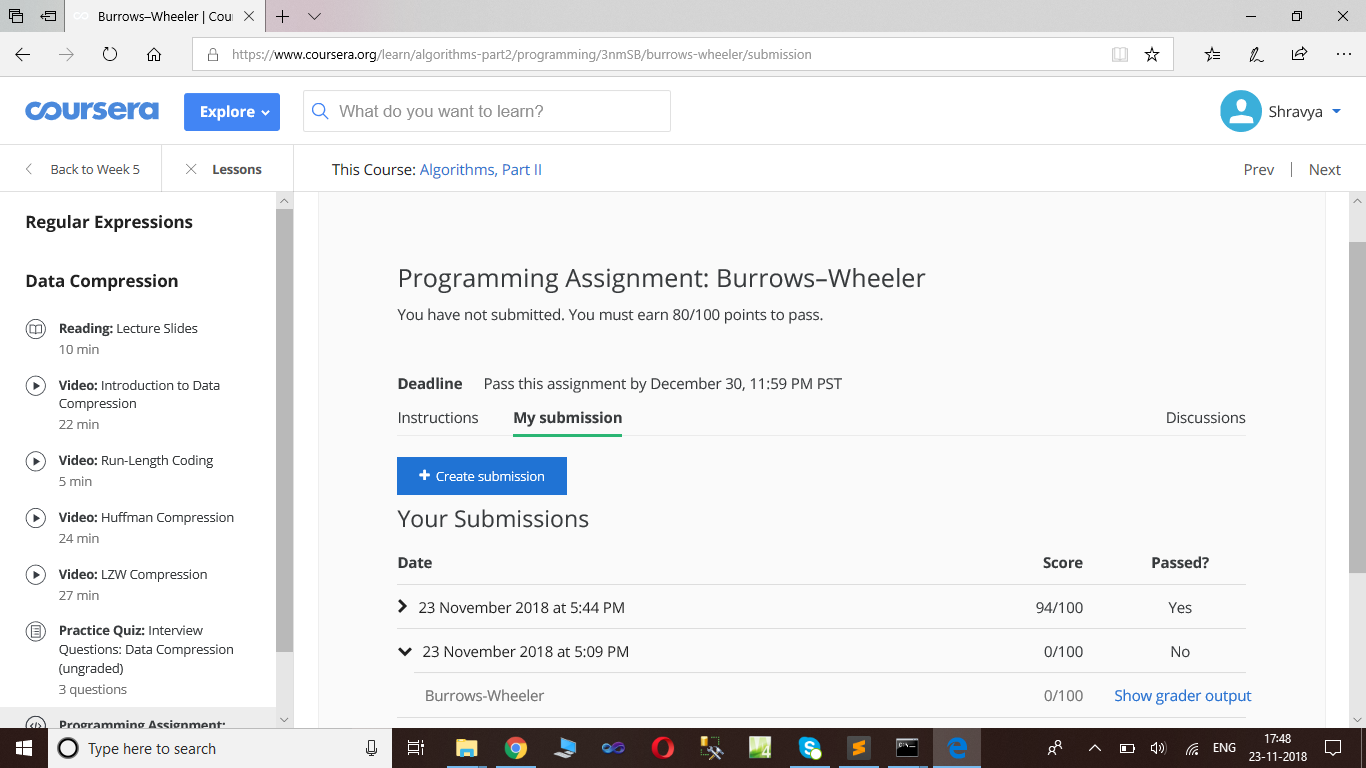 Burrows–Wheeler | Cou
https://www.coursera.org/learn/algorithms-part2/programming/3nmSB/burrows-wheeler/submission
coursera
Explore
What do you want to learn?
Shravya
Back to Week 5
Lessons
This Course: Algorithms, Part II
Prev | Next
Regular Expressions
Data Compression
Reading: Lecture Slides
10 min
Video: Introduction to Data
Compression
22 min
Video: Run-Length Coding
5 min
Video: Huffman Compression
24 min
Video: LZW Compression
27 min
Practice Quiz: Interview
Questions: Data Compression
(ungraded)
3 questions
Programming Assignment:
Programming Assignment: Burrows–Wheeler
You have not submitted. You must earn 80/100 points to pass.
Deadline Pass this assignment by December 30, 11:59 PM PST
Instructions My submission Discussions
+ Create submission
Your Submissions
Date Score Passed?
23 November 2018 at 5:44 PM 94/100 Yes
23 November 2018 at 5:09 PM 0/100 No
Burrows-Wheeler 0/100 Show grader output
Type here to search
ENG
17:48
23-11-2018